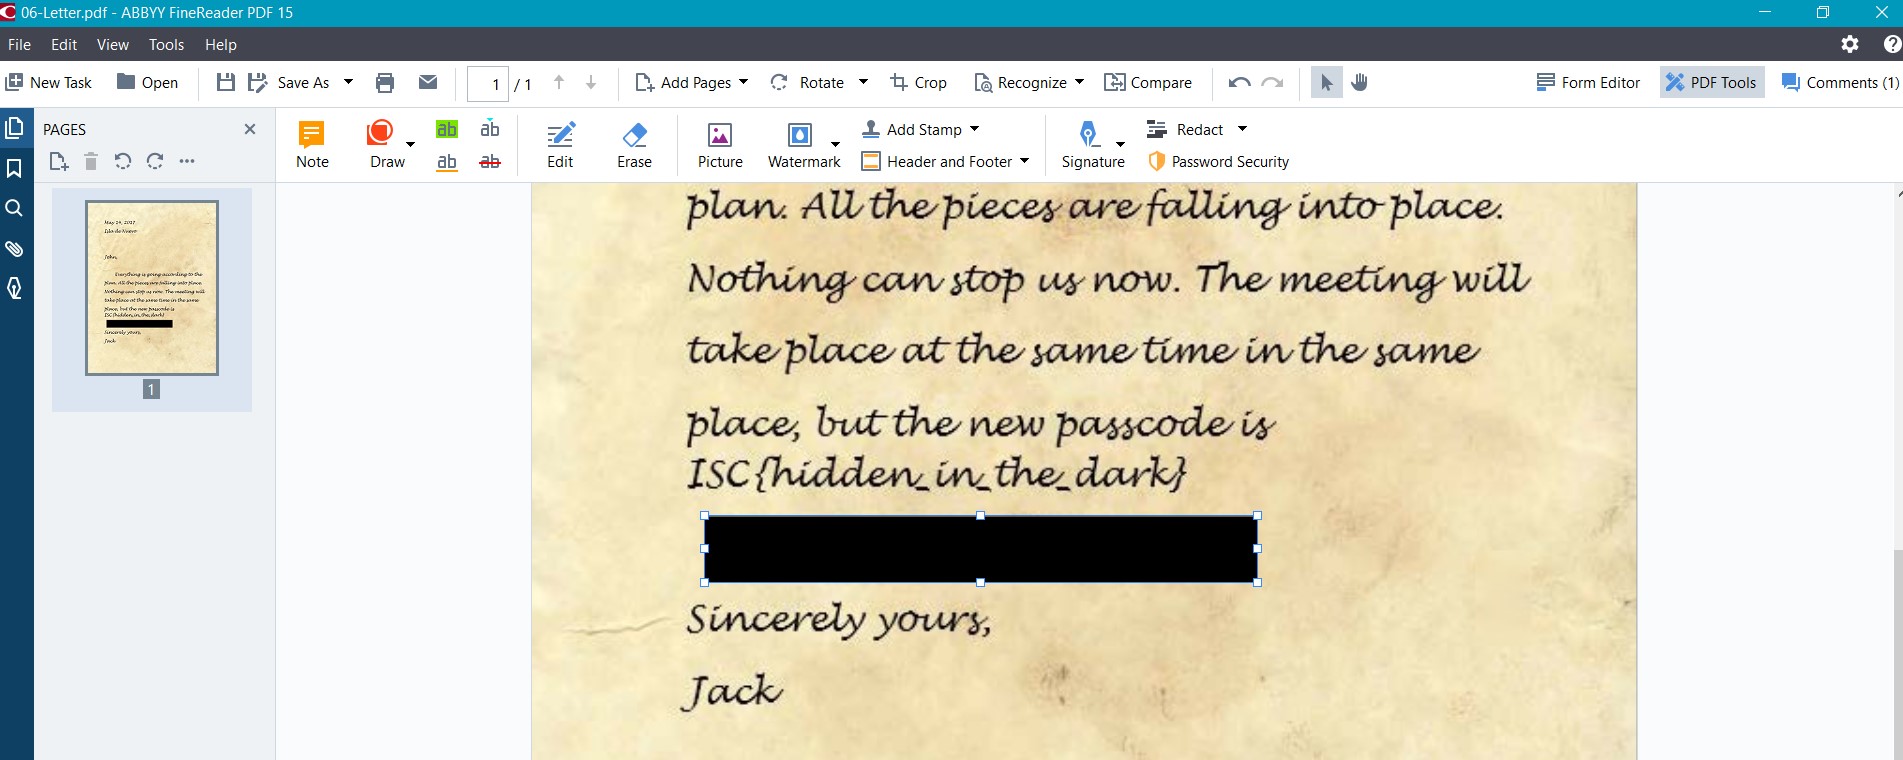 06-Letter.pdf - ABBYY FineReader PDF 15
File Edit View Tools Help
New Task Open Save As 1 / 1 Add Pages Rotate Crop Recognize Compare Form Editor PDF Tools Comments (1)
PAGES
Note Draw ab ab ab ab Edit Erase Picture Watermark Add Stamp Header and Footer Signature Redact Password Security
May 14, 2017
Isla de Muerta
John,
Everything is going according to the
plan. All the pieces are falling into place.
Nothing can stop us now. The meeting will
take place at the same time in the same
place, but the new passcode is
ISC{hidden_in_the_dark}
Sincerely yours,
Jack
1
plan. All the pieces are falling into place.
Nothing can stop us now. The meeting will
take place at the same time in the same
place, but the new passcode is
ISC{hidden_in_the_dark}
Sincerely yours,
Jack